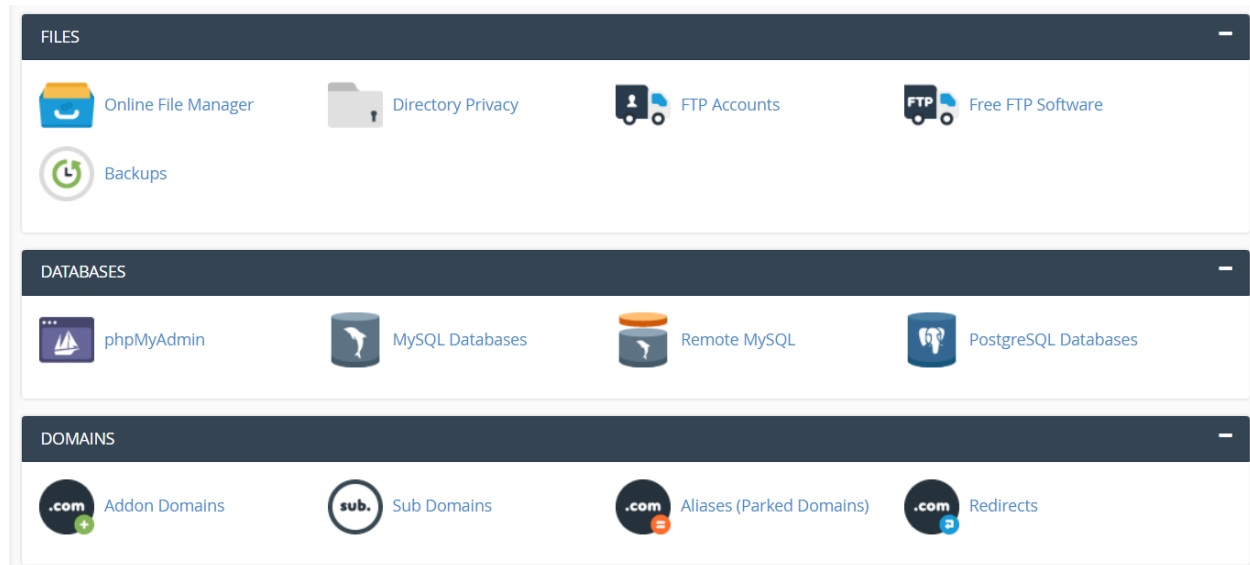 FILES
Online File Manager
Directory Privacy
FTP Accounts
FTP
Free FTP Software
Backups
DATABASES
phpMyAdmin
MySQL Databases
Remote MySQL
PostgreSQL Databases
DOMAINS
.com
Addon Domains
sub.
Sub Domains
.com
Aliases (Parked Domains)
.com
Redirects